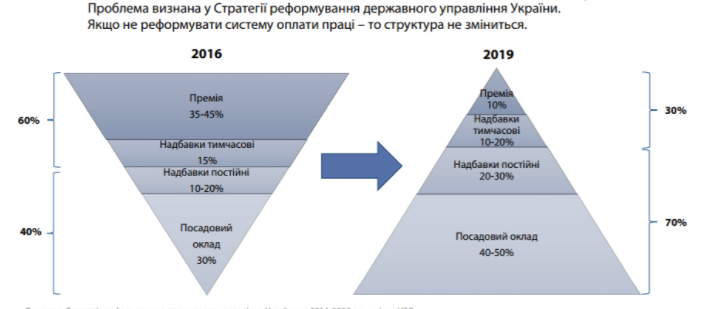 Проблема визнана у Стратегії реформування державного управління України.
Якщо не реформувати систему оплати праці – то структура не зміниться.
2016
2019
60%
40%
Премія
35-45%
Надбавки тимчасові
15%
Надбавки постійні
10-20%
Посадовий
оклад
30%
Премія
10%
Надбавки
тимчасові
10-20%
Надбавки постійні
20-30%
Посадовий оклад
40-50%
30%
70%